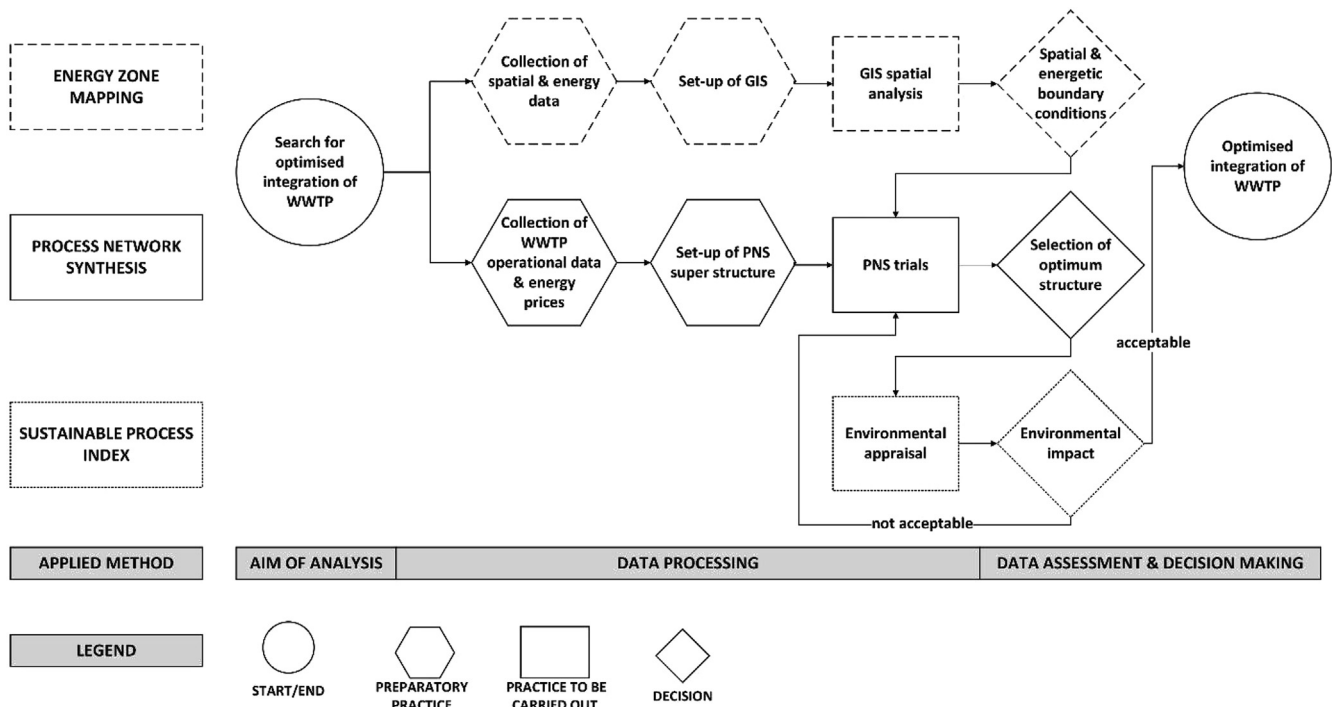 ENERGY ZONE
MAPPING
Search for
optimised
integration of
WWTP
Collection of
spatial & energy
data
Set-up of GIS
GIS spatial
analysis
Spatial &
energetic
boundary
conditions
Optimised
integration of
WWTP
PROCESS NETWORK
SYNTHESIS
Collection of
WWTP
operational data
& energy
prices
Set-up of PNS
super structure
PNS trials
Selection of
optimum
structure
acceptable
SUSTAINABLE PROCESS
INDEX
Environmental
appraisal
Environmental
impact
not acceptable
APPLIED METHOD
AIM OF ANALYSIS
DATA PROCESSING
DATA ASSESSMENT & DECISION MAKING
LEGEND
START/END
PREPARATORY
PRACTICE
PRACTICE TO BE
CARRIED OUT
DECISION